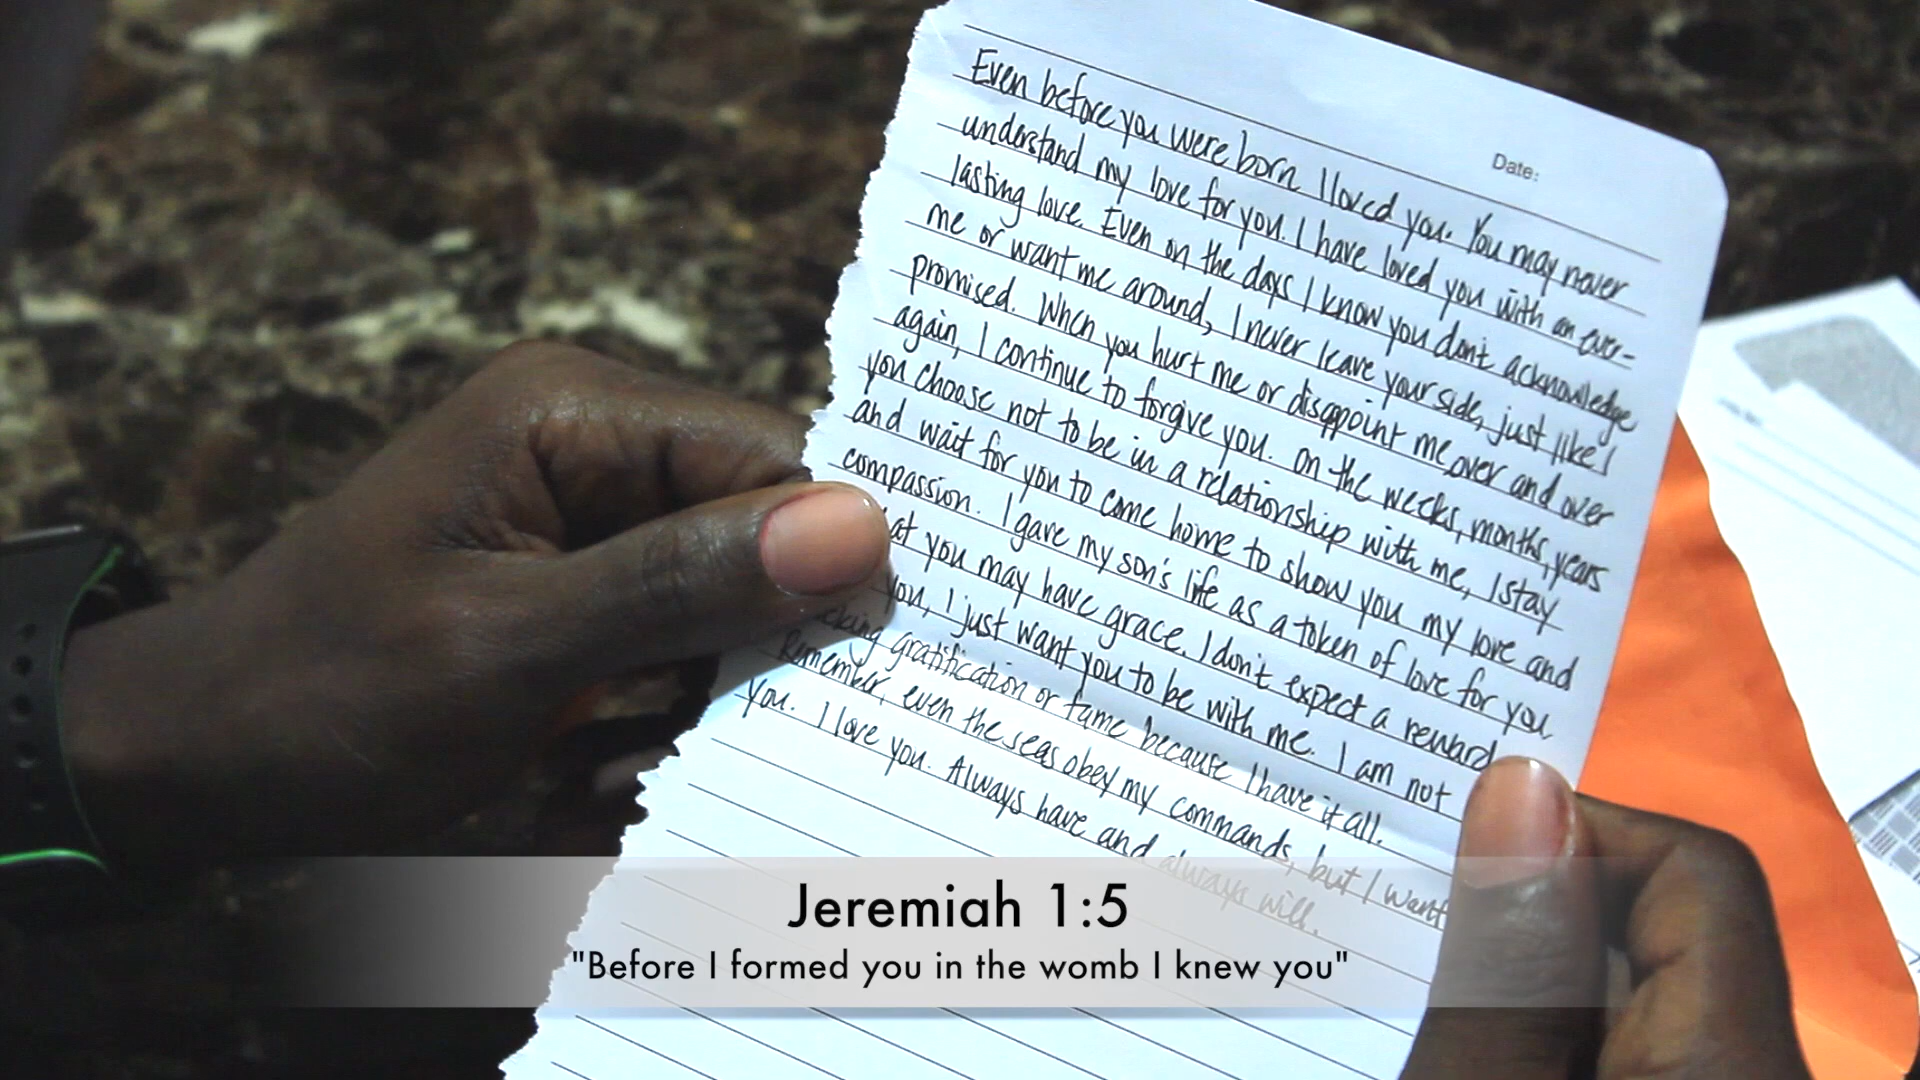 Date:
Even before you were born I loved you. You may never
understand my love for you. I have loved you with an ever-
lasting love. Even on the days I know you don't acknowledge
me or want me around, I never leave your side, just like I
promised. When you hurt me or disappoint me over and over
again, I continue to forgive you. On the weeks, months, years
you choose not to be in a relationship with me, I stay
and wait for you to come home to show you my love and
compassion. I gave my son's life as a token of love for you
at you may have grace. I don't expect a reward
you, I just want you to be with me. I am not
gratification or fame because I have it all.
Remember, even the seas obey my commands, but I want
you. I love you. Always have and always will.
Jeremiah 1:5
"Before I formed you in the womb I knew you"